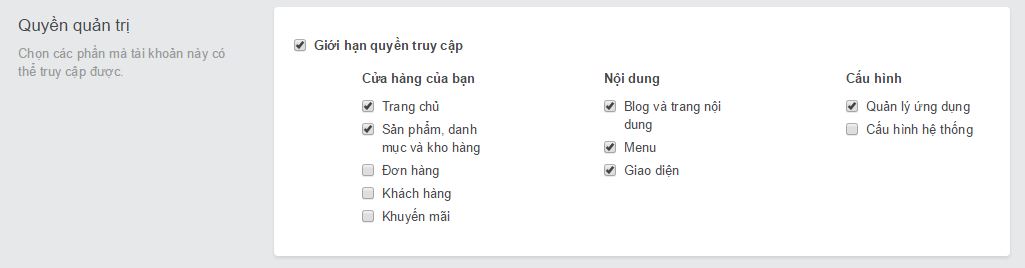 Quyền quản trị
Chọn các phần mà tài khoản này có
thể truy cập được.
Giới hạn quyền truy cập
Cửa hàng của bạn
Trang chủ
Sản phẩm, danh
mục và kho hàng
Đơn hàng
Khách hàng
Khuyến mãi
Nội dung
Blog và trang nội
dung
Menu
Giao diện
Cấu hình
Quản lý ứng dụng
Cấu hình hệ thống